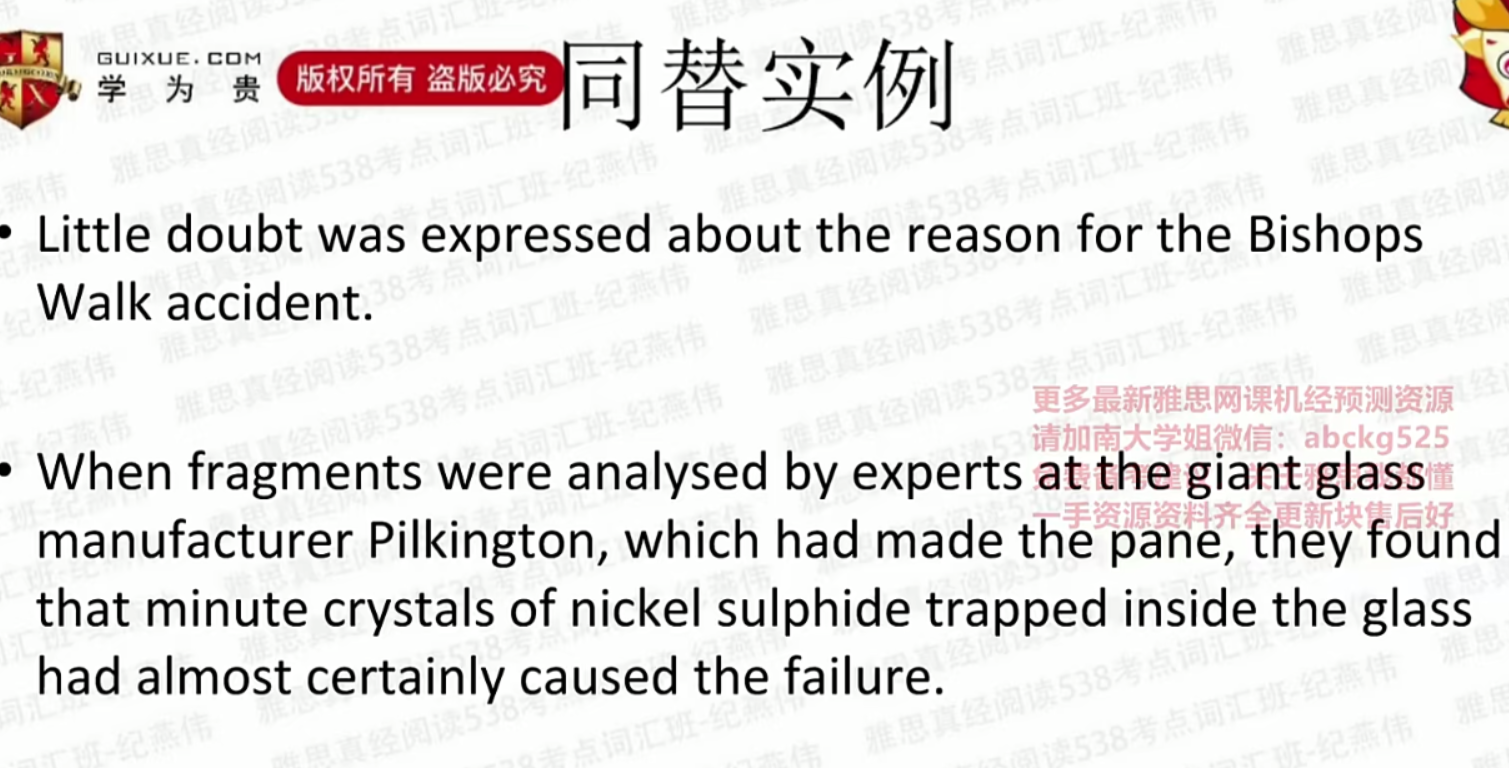 GUIXUE.COM
学 为 贵
版权所有 盗版必究
同替实例
• Little doubt was expressed about the reason for the Bishops
Walk accident.
更多最新雅思网课机经预测资源
请加南大学姐微信：abckg525
• When fragments were analysed by experts at the giant glass
一手资源资料齐全更新块售后好
manufacturer Pilkington, which had made the pane, they found
that minute crystals of nickel sulphide trapped inside the glass
had almost certainly caused the failure.
雅思真经阅读538考点词汇班-纪燕伟